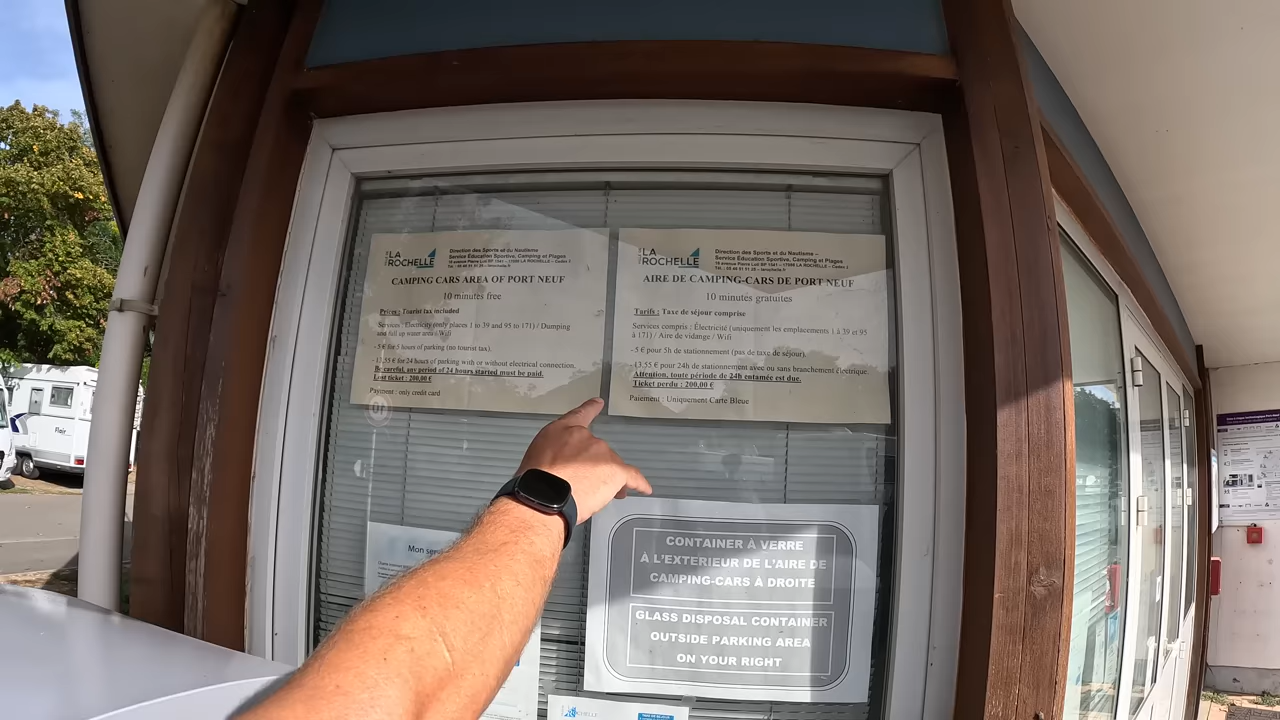 LA
ROCHELLE
Direction des Sports et du Nautisme
Service Éducation Sportive, Camping et Plages
CAMPING CARS AREA OF PORT NEUF
10 minutes free
Prices : Tourist tax included
Services : Electricity (only places 1 to 39 and 95 to 171) / Dumping
and full up water area / Wifi
- 5 € for 5 hours of parking (no tourist tax).
- 13,55 € for 24 hours of parking with or without electrical connection.
Be careful, any period of 24 hours started must be paid.
Lost ticket : 200,00 €
Payment : only credit card
LA
ROCHELLE
Direction des Sports et du Nautisme –
Service Éducation Sportive, Camping et Plages
AIRE DE CAMPING-CARS DE PORT NEUF
10 minutes gratuites
Tarifs : Taxe de séjour comprise
Services compris : Électricité (uniquement les emplacements 1 à 39 et 95
à 171) / Aire de vidange / Wifi
- 5 € pour 5h de stationnement (pas de taxe de séjour).
- 13,55 € pour 24h de stationnement avec ou sans branchement électrique.
Attention, toute période de 24h entamée est due.
Ticket perdu : 200,00 €
Paiement : Uniquement Carte Bleue
Mon
CONTAINER À VERRE
À L'EXTERIEUR DE L'AIRE DE
CAMPING-CARS À DROITE
GLASS DISPOSAL CONTAINER
OUTSIDE PARKING AREA
ON YOUR RIGHT
Flair